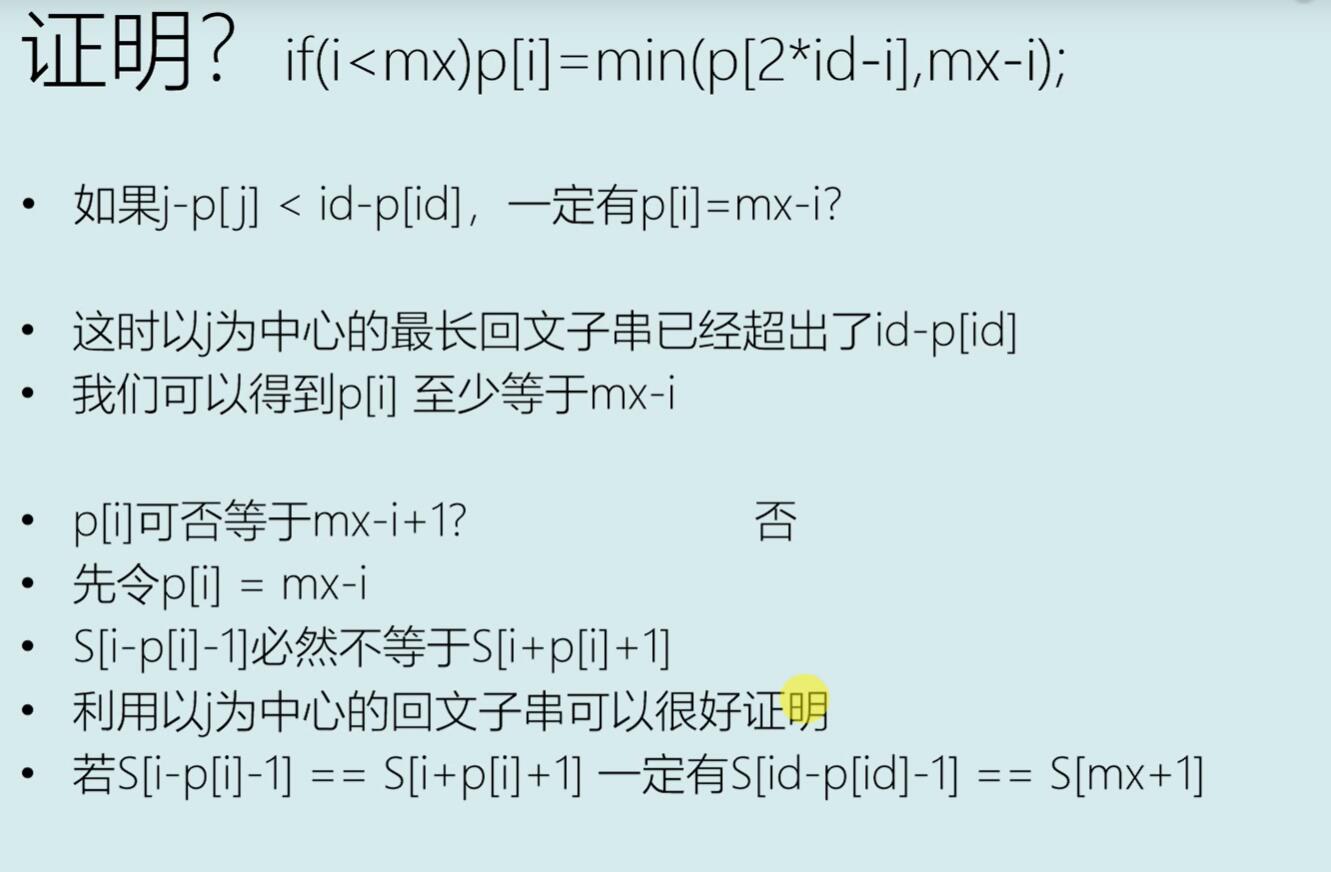 证明? if(i<mx)p[i]=min(p[2*id-i],mx-i);
• 如果j-p[j] < id-p[id]，一定有p[i]=mx-i?
• 这时以j为中心的最长回文子串已经超出了id-p[id]
• 我们可以得到p[i] 至少等于mx-i
• p[i]可否等于mx-i+1? 否
• 先令p[i] = mx-i
• S[i-p[i]-1]必然不等于S[i+p[i]+1]
• 利用以j为中心的回文子串可以很好证明
• 若S[i-p[i]-1] == S[i+p[i]+1] 一定有S[id-p[id]-1] == S[mx+1]